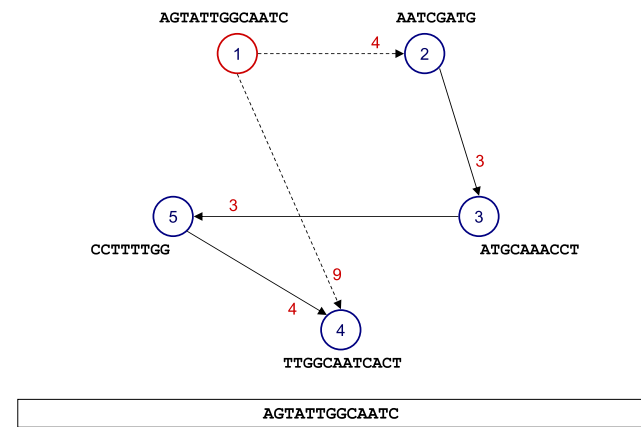 AGTATTGGCAATC AATCGATG
1 4 2
3
5 3 3
CCTTTTGG ATGCAAACCT
9
4
4
TTGGCAATCACT
AGTATTGGCAATC